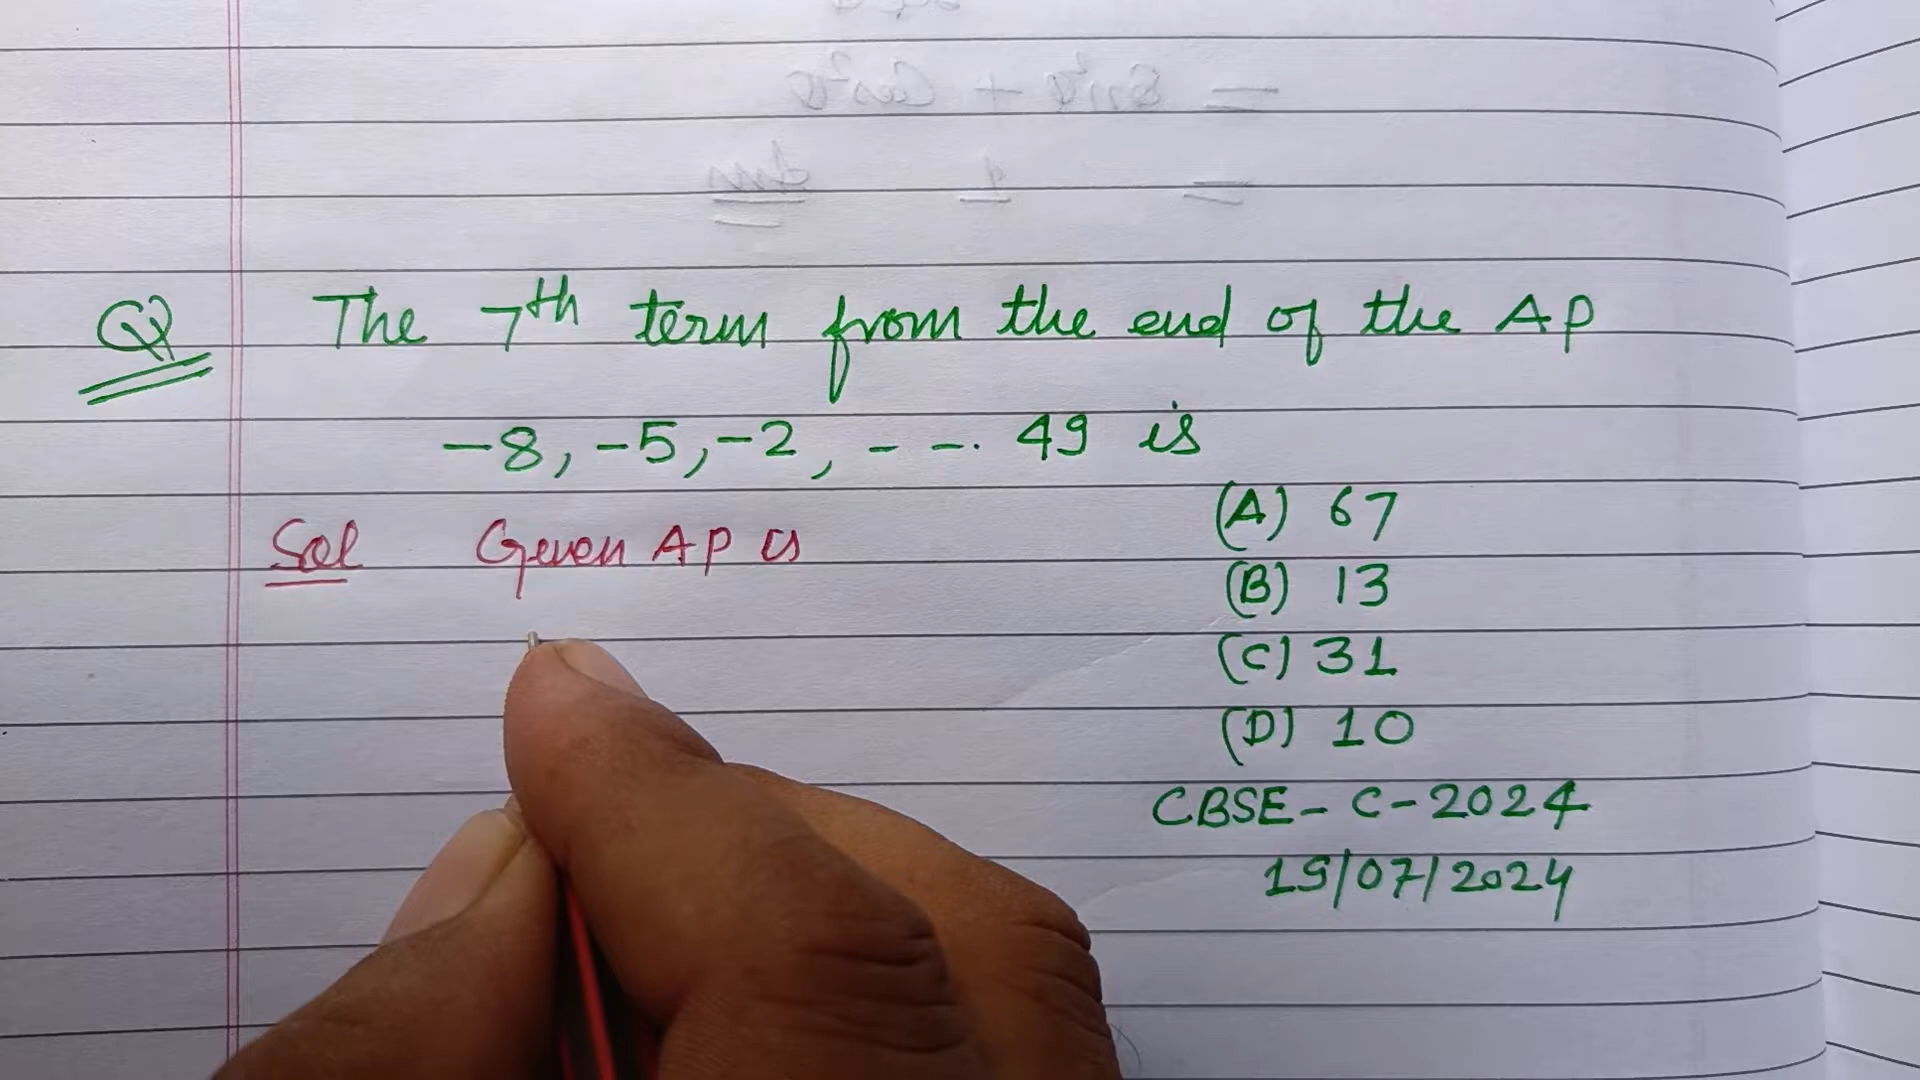 Q The 7th term from the end of the AP
-8, -5, -2, - -. 49 is
Sol Given AP is
(A) 67
(B) 13
(C) 31
(D) 10
CBSE - C - 2024
19/07/2024